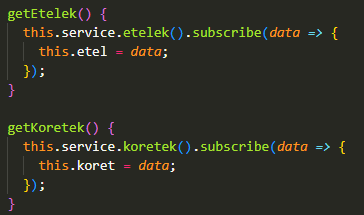 getEtelek() {
  this.service.etelek().subscribe(data => {
    this.etel = data;
  });
}

getKoretek() {
  this.service.koretek().subscribe(data => {
    this.koret = data;
  });
}